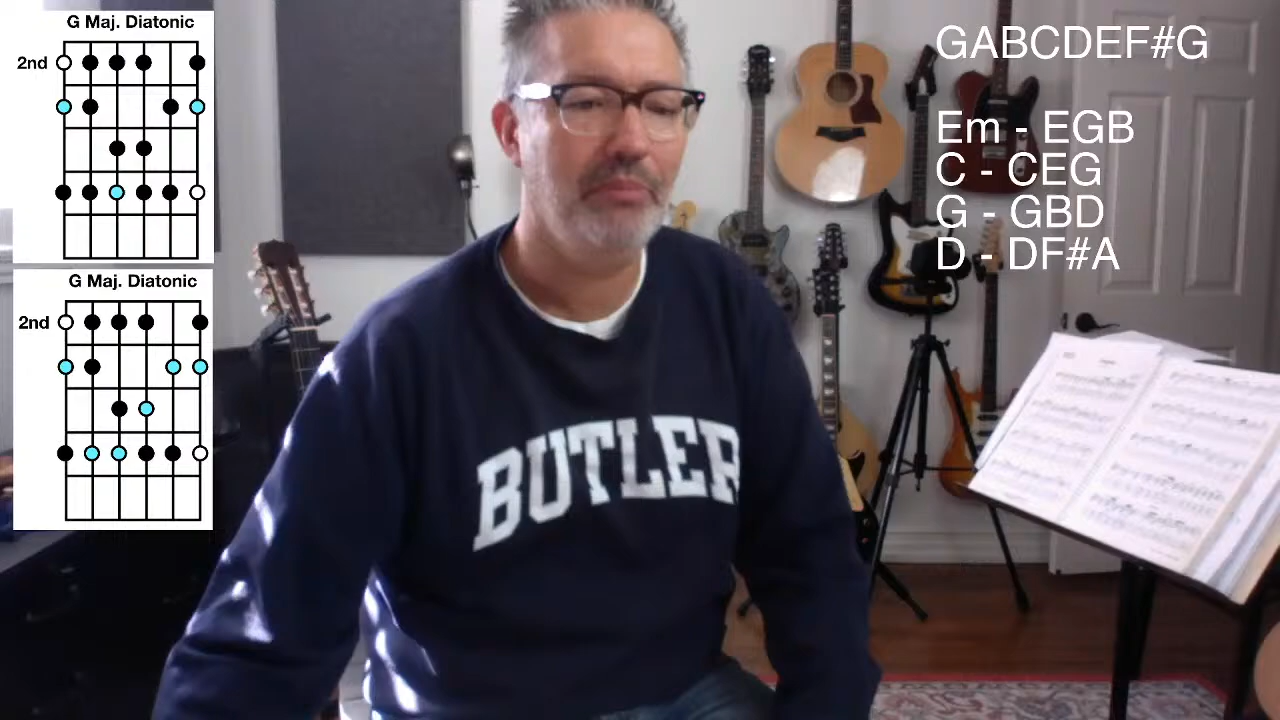 G Maj. Diatonic
2nd
G Maj. Diatonic
2nd
GABCDEF#G
Em - EGB
C - CEG
G - GBD
D - DF#A
BUTLER